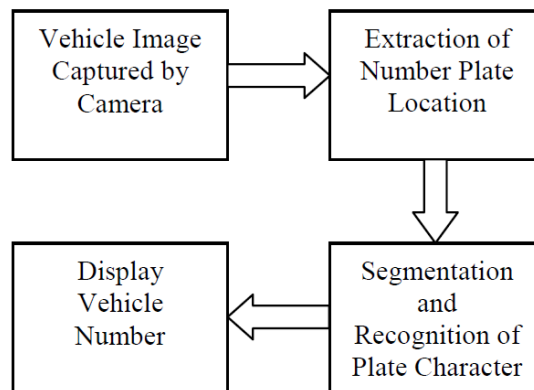 Vehicle Image
Captured by
Camera
Extraction of
Number Plate
Location
Segmentation
and
Recognition of
Plate Character
Display
Vehicle
Number